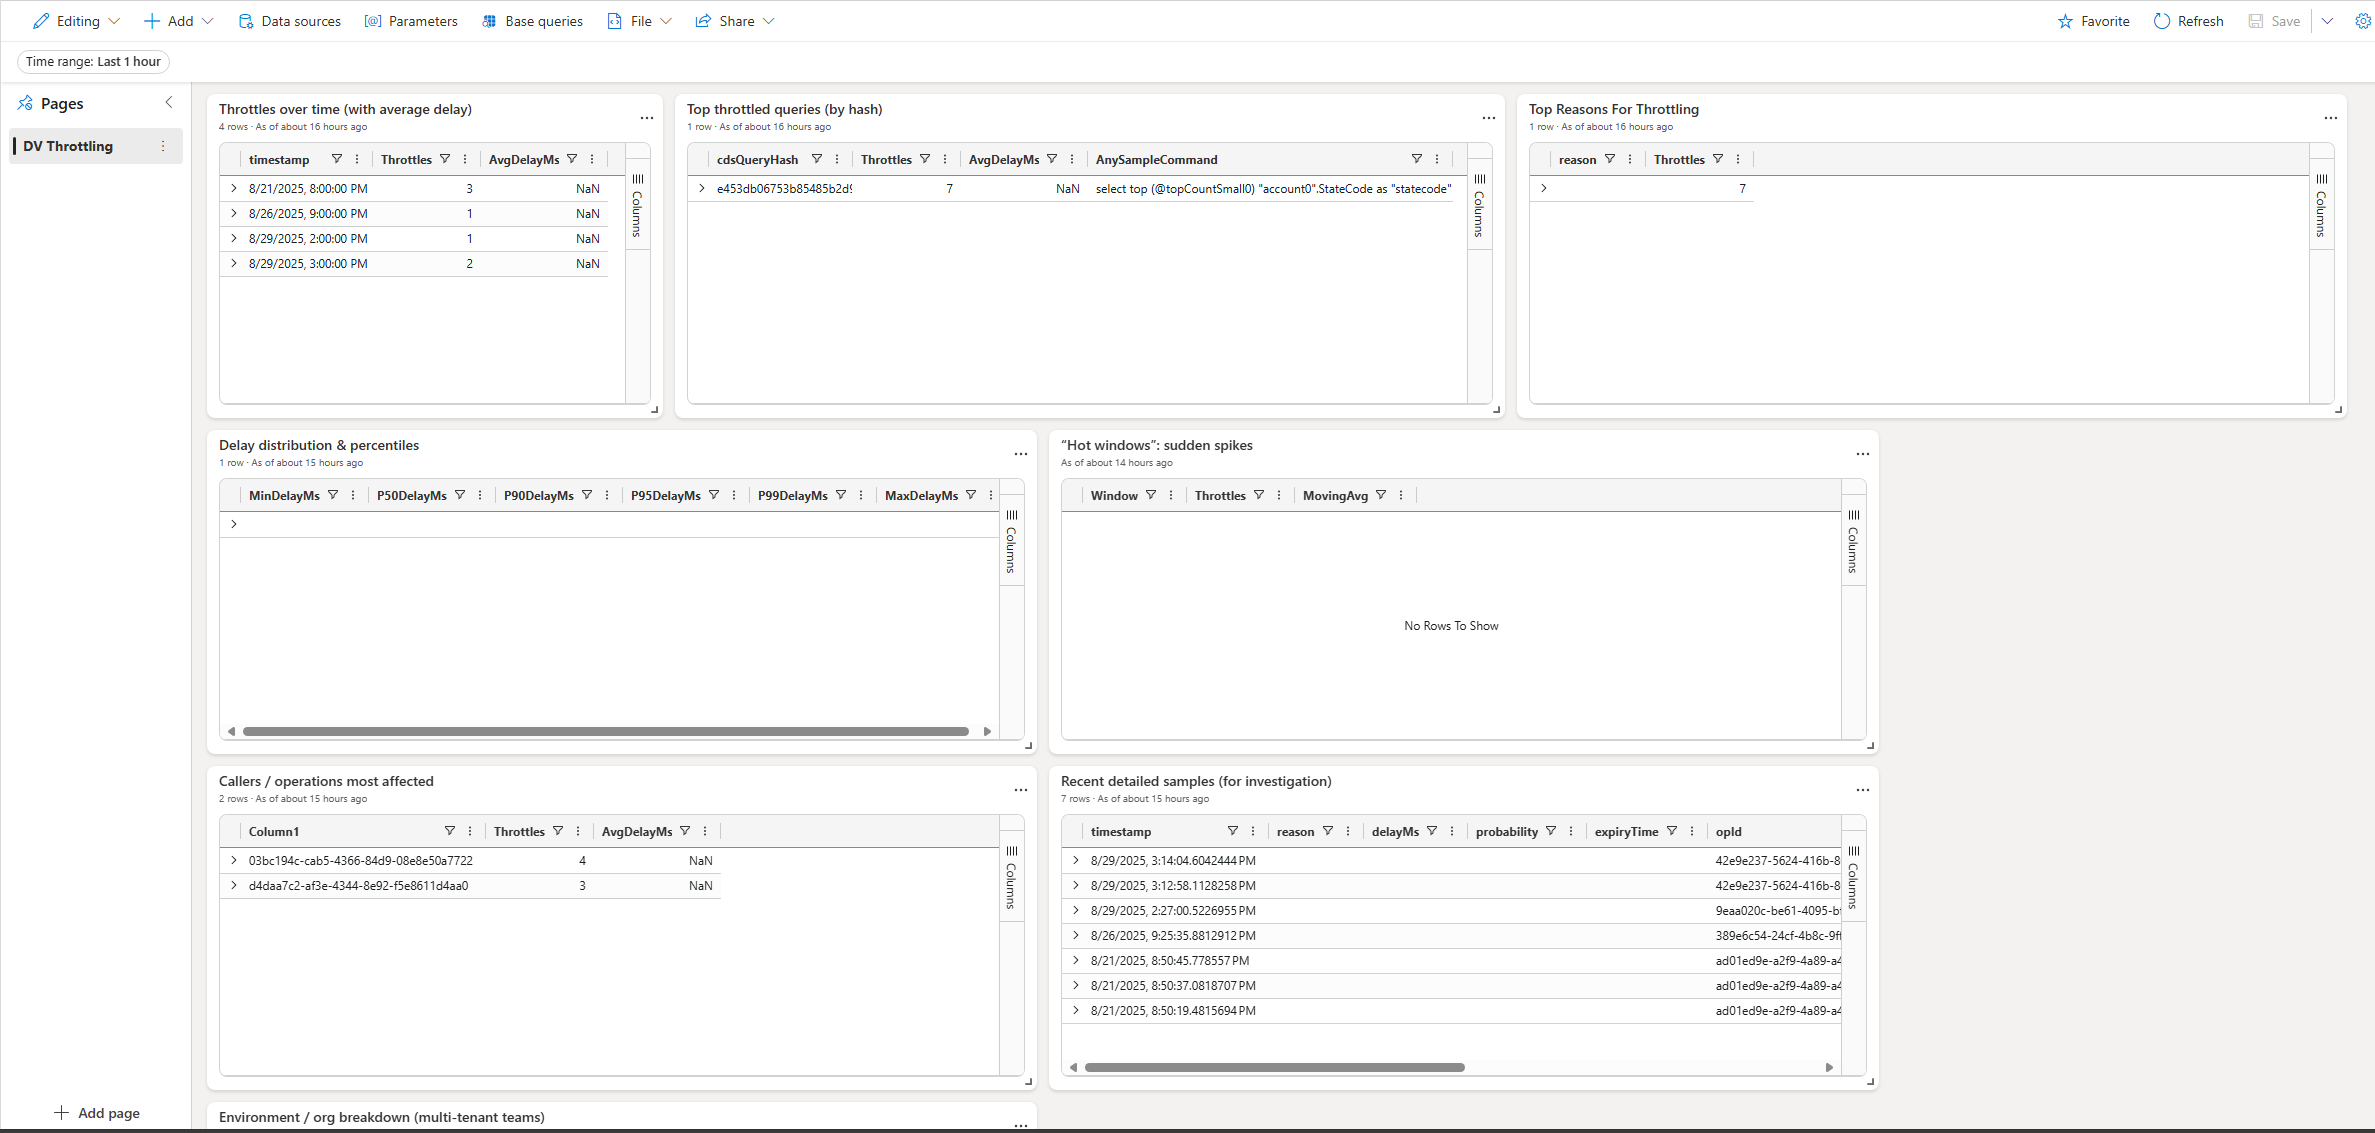 Editing Add Data sources Parameters Base queries File Share Favorite Refresh Save
Time range: Last 1 hour
Pages
DV Throttling
Add page
Throttles over time (with average delay)
4 rows · As of about 16 hours ago
timestamp Throttles AvgDelayMs
8/21/2025, 8:00:00 PM 3 NaN
8/26/2025, 9:00:00 PM 1 NaN
8/29/2025, 2:00:00 PM 1 NaN
8/29/2025, 3:00:00 PM 2 NaN
Columns
Top throttled queries (by hash)
1 row · As of about 16 hours ago
cdsQueryHash Throttles AvgDelayMs AnySampleCommand
e453db06753b85485b2d9 7 NaN select top (@topCountSmall0) "account0".StateCode as "statecode"
Columns
Top Reasons For Throttling
1 row · As of about 16 hours ago
reason Throttles
7
Columns
Delay distribution & percentiles
1 row · As of about 15 hours ago
MinDelayMs P50DelayMs P90DelayMs P95DelayMs P99DelayMs MaxDelayMs
Columns
“Hot windows”: sudden spikes
As of about 14 hours ago
Window Throttles MovingAvg
No Rows To Show
Columns
Callers / operations most affected
2 rows · As of about 15 hours ago
Column1 Throttles AvgDelayMs
03bc194c-cab5-4366-84d9-08e8e50a7722 4 NaN
d4daa7c2-af3e-4344-8e92-f5e8611d4aa0 3 NaN
Columns
Recent detailed samples (for investigation)
7 rows · As of about 15 hours ago
timestamp reason delayMs probability expiryTime opId
8/29/2025, 3:14:04.6042444 PM 42e9e237-5624-416b-8
8/29/2025, 3:12:58.1128258 PM 42e9e237-5624-416b-8
8/29/2025, 2:27:00.5226955 PM 9eaa020c-be61-4095-bf
8/26/2025, 9:25:35.8812912 PM 389e6c54-24cf-4b8c-9ff
8/21/2025, 8:50:45.778557 PM ad01ed9e-a2f9-4a89-a4
8/21/2025, 8:50:37.0818707 PM ad01ed9e-a2f9-4a89-a4
8/21/2025, 8:50:19.4815694 PM ad01ed9e-a2f9-4a89-a4
Columns
Environment / org breakdown (multi-tenant teams)